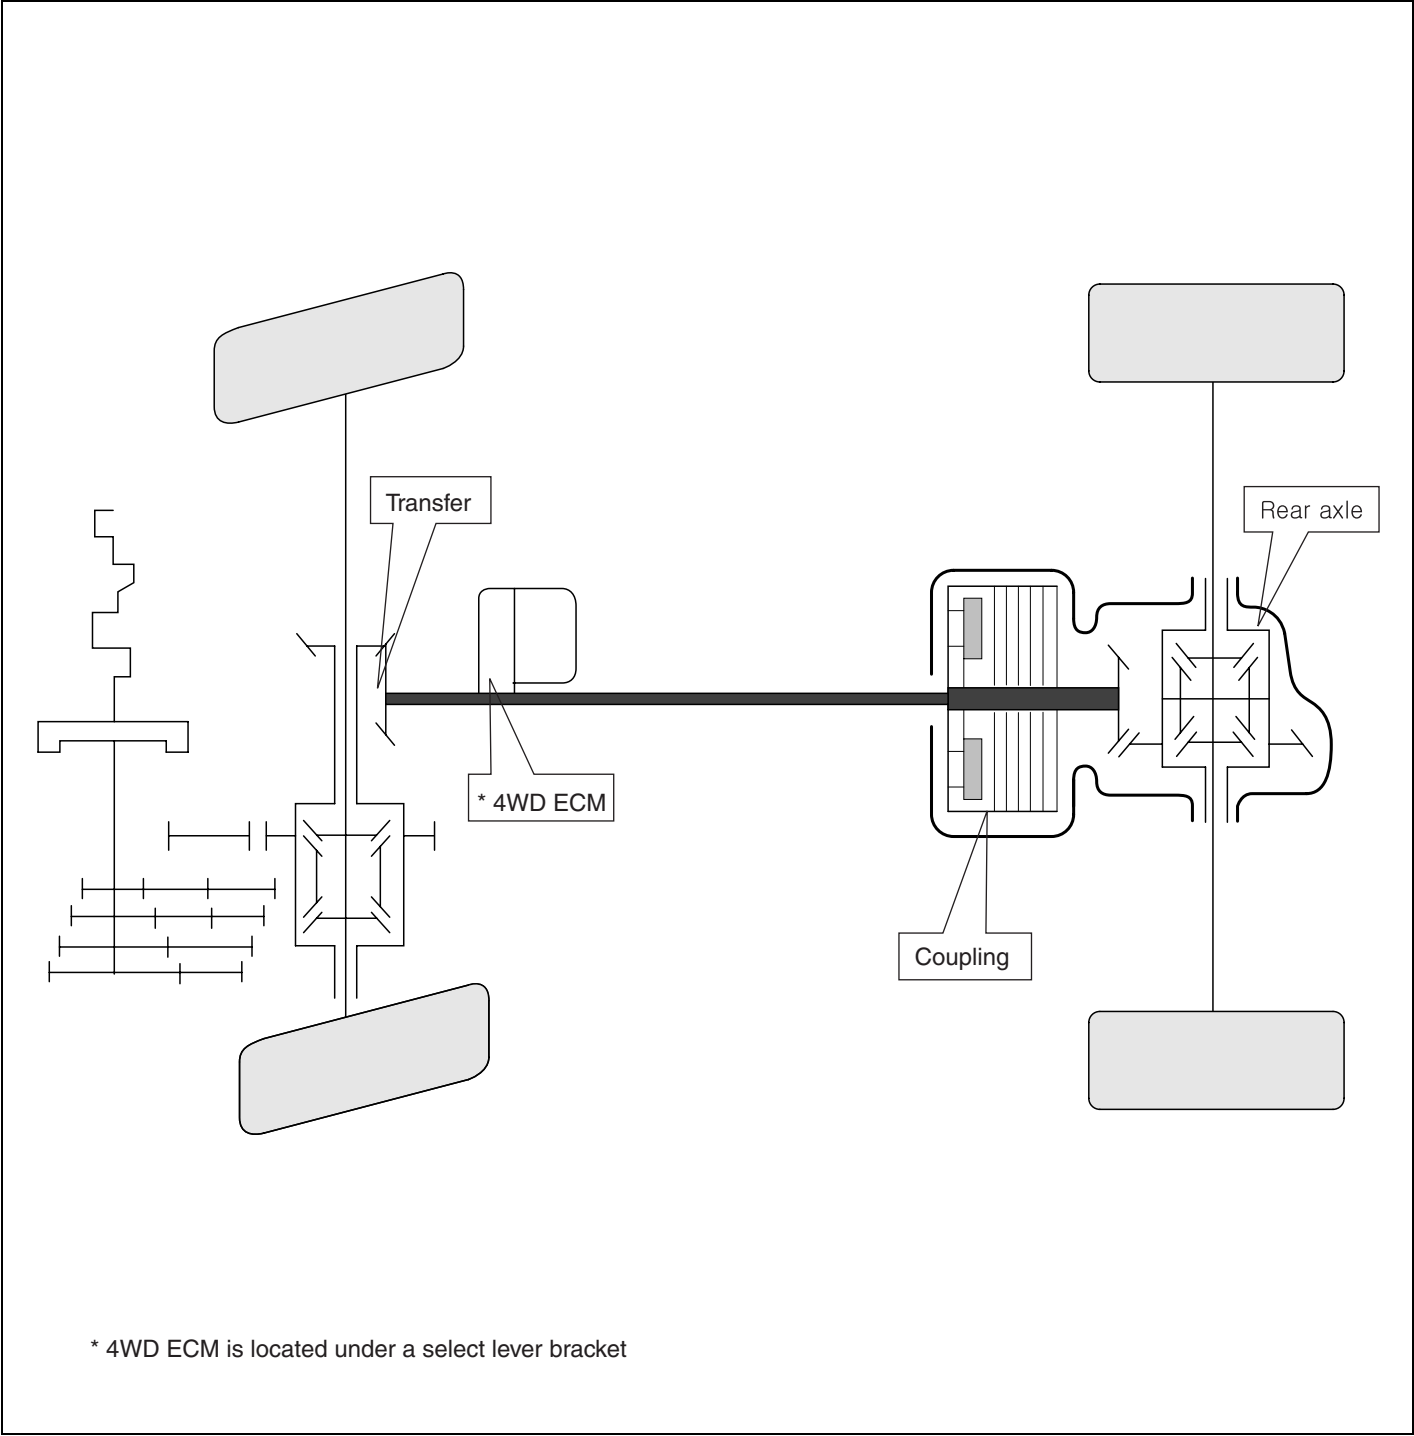 Transfer
Rear axle
* 4WD ECM
Coupling
* 4WD ECM is located under a select lever bracket